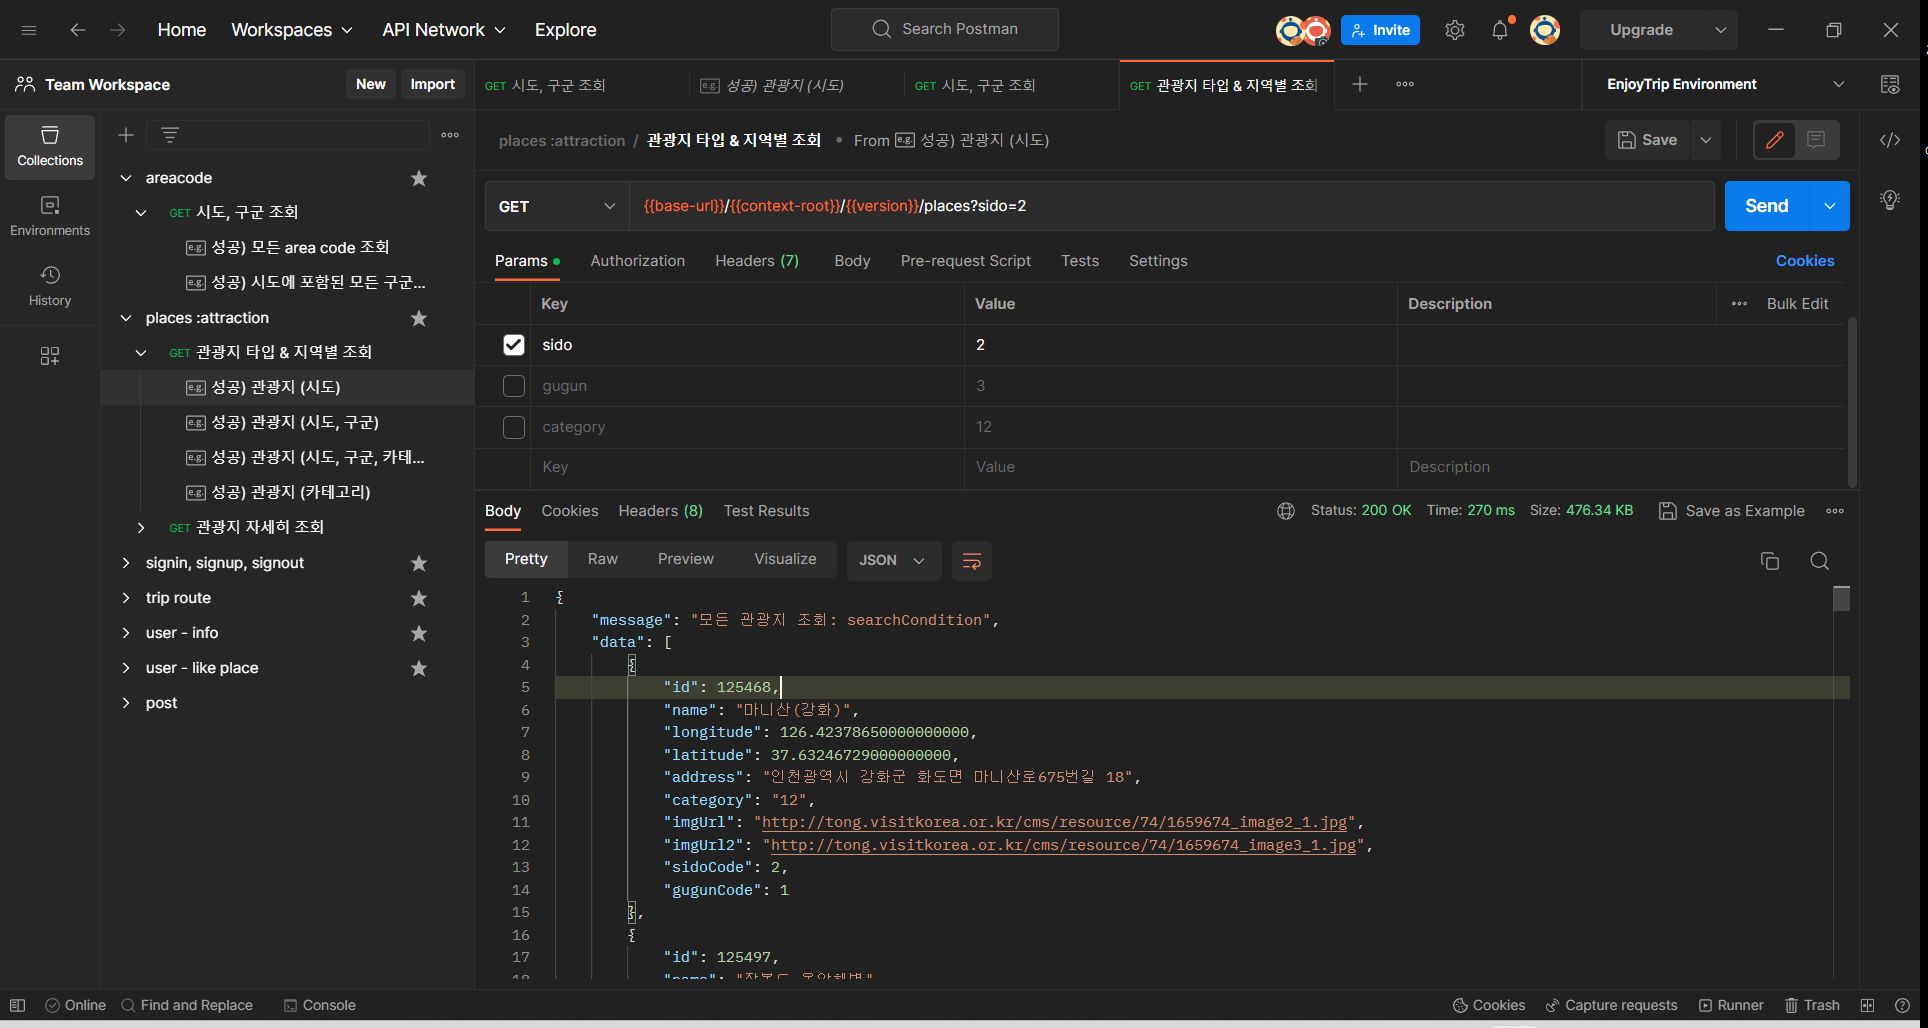 Home Workspaces API Network Explore Search Postman Invite Upgrade
Team Workspace New Import GET 시도, 구군 조회 e.g. 성공) 관광지 (시도) GET 시도, 구군 조회 GET 관광지 타입 & 지역별 조회 EnjoyTrip Environment
Collections
Environments
History
areacode
GET 시도, 구군 조회
e.g. 성공) 모든 area code 조회
e.g. 성공) 시도에 포함된 모든 구군...
places :attraction
GET 관광지 타입 & 지역별 조회
e.g. 성공) 관광지 (시도)
e.g. 성공) 관광지 (시도, 구군)
e.g. 성공) 관광지 (시도, 구군, 카테...
e.g. 성공) 관광지 (카테고리)
GET 관광지 자세히 조회
signin, signup, signout
trip route
user - info
user - like place
post
places :attraction / 관광지 타입 & 지역별 조회 • From e.g. 성공) 관광지 (시도) Save
GET {{base-url}}/{{context-root}}/{{version}}/places?sido=2 Send
Params Authorization Headers (7) Body Pre-request Script Tests Settings Cookies
Key Value Description Bulk Edit
sido 2
gugun 3
category 12
Key Value Description
Body Cookies Headers (8) Test Results Status: 200 OK Time: 270 ms Size: 476.34 KB Save as Example
Pretty Raw Preview Visualize JSON
1 {
2 "message": "모든 관광지 조회: searchCondition",
3 "data": [
4 {
5 "id": 125468,
6 "name": "마니산(강화)",
7 "longitude": 126.42378650000000000,
8 "latitude": 37.63246729000000000,
9 "address": "인천광역시 강화군 화도면 마니산로675번길 18",
10 "category": "12",
11 "imgUrl": "http://tong.visitkorea.or.kr/cms/resource/74/1659674_image2_1.jpg",
12 "imgUrl2": "http://tong.visitkorea.or.kr/cms/resource/74/1659674_image3_1.jpg",
13 "sidoCode": 2,
14 "gugunCode": 1
15 },
16 {
17 "id": 125497,
18 "name":
Online Find and Replace Console Cookies Capture requests Runner Trash